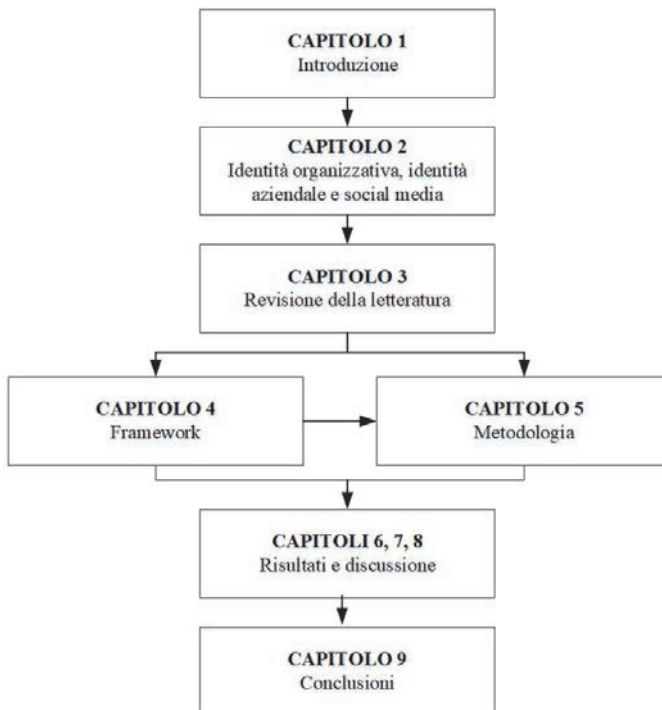 CAPITOLO 1
Introduzione
CAPITOLO 2
Identità organizzativa, identità
aziendale e social media
CAPITOLO 3
Revisione della letteratura
CAPITOLO 4
Framework
CAPITOLO 5
Metodologia
CAPITOLI 6, 7, 8
Risultati e discussione
CAPITOLO 9
Conclusioni